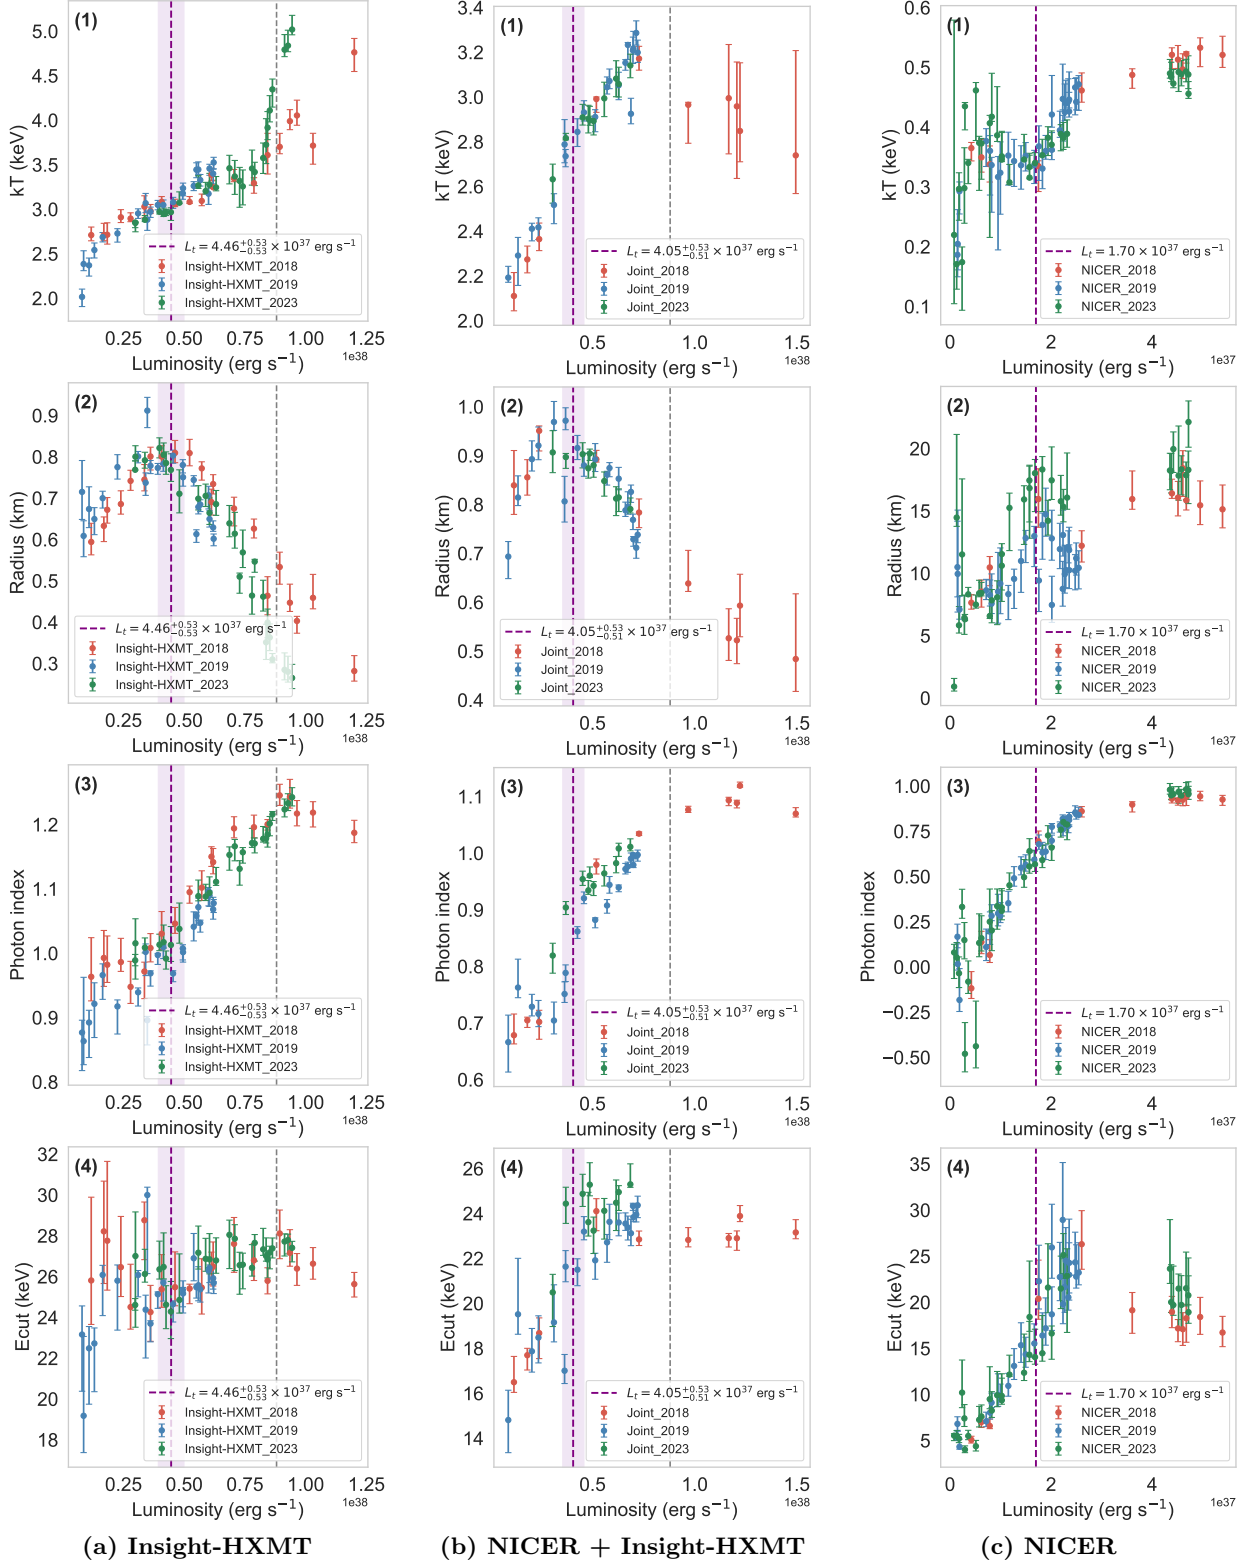 (1)
5.0
4.5
4.0
3.5
3.0
2.5
2.0
kT (keV)
L_t = 4.46^{+0.53}_{-0.53} × 10^{37} erg s^{−1}
Insight-HXMT_2018
Insight-HXMT_2019
Insight-HXMT_2023
0.25 0.50 0.75 1.00 1.25
1e38
Luminosity (erg s^{−1})
(1)
3.4
3.2
3.0
2.8
2.6
2.4
2.2
2.0
kT (keV)
L_t = 4.05^{+0.53}_{-0.51} × 10^{37} erg s^{−1}
Joint_2018
Joint_2019
Joint_2023
0.5 1.0 1.5
1e38
Luminosity (erg s^{−1})
(1)
0.6
0.5
0.4
0.3
0.2
0.1
kT (keV)
L_t = 1.70 × 10^{37} erg s^{−1}
NICER_2018
NICER_2019
NICER_2023
0 2 4
1e37
Luminosity (erg s^{−1})
(2)
0.9
0.8
0.7
0.6
0.5
0.4
0.3
Radius (km)
L_t = 4.46^{+0.53}_{-0.53} × 10^{37} erg s^{−1}
Insight-HXMT_2018
Insight-HXMT_2019
Insight-HXMT_2023
0.25 0.50 0.75 1.00 1.25
1e38
Luminosity (erg s^{−1})
(2)
1.0
0.9
0.8
0.7
0.6
0.5
0.4
Radius (km)
L_t = 4.05^{+0.53}_{-0.51} × 10^{37} erg s^{−1}
Joint_2018
Joint_2019
Joint_2023
0.5 1.0 1.5
1e38
Luminosity (erg s^{−1})
(2)
20
15
10
5
0
Radius (km)
L_t = 1.70 × 10^{37} erg s^{−1}
NICER_2018
NICER_2019
NICER_2023
0 2 4
1e37
Luminosity (erg s^{−1})
(3)
1.2
1.1
1.0
0.9
0.8
Photon index
L_t = 4.46^{+0.53}_{-0.53} × 10^{37} erg s^{−1}
Insight-HXMT_2018
Insight-HXMT_2019
Insight-HXMT_2023
0.25 0.50 0.75 1.00 1.25
1e38
Luminosity (erg s^{−1})
(3)
1.1
1.0
0.9
0.8
0.7
0.6
Photon index
L_t = 4.05^{+0.53}_{-0.51} × 10^{37} erg s^{−1}
Joint_2018
Joint_2019
Joint_2023
0.5 1.0 1.5
1e38
Luminosity (erg s^{−1})
(3)
1.00
0.75
0.50
0.25
0.00
−0.25
−0.50
Photon index
L_t = 1.70 × 10^{37} erg s^{−1}
NICER_2018
NICER_2019
NICER_2023
0 2 4
1e37
Luminosity (erg s^{−1})
(4)
32
30
28
26
24
22
20
18
Ecut (keV)
L_t = 4.46^{+0.53}_{-0.53} × 10^{37} erg s^{−1}
Insight-HXMT_2018
Insight-HXMT_2019
Insight-HXMT_2023
0.25 0.50 0.75 1.00 1.25
1e38
Luminosity (erg s^{−1})
(4)
26
24
22
20
18
16
14
Ecut (keV)
L_t = 4.05^{+0.53}_{-0.51} × 10^{37} erg s^{−1}
Joint_2018
Joint_2019
Joint_2023
0.5 1.0 1.5
1e38
Luminosity (erg s^{−1})
(4)
35
30
25
20
15
10
5
Ecut (keV)
L_t = 1.70 × 10^{37} erg s^{−1}
NICER_2018
NICER_2019
NICER_2023
0 2 4
1e37
Luminosity (erg s^{−1})
(a) Insight-HXMT
(b) NICER + Insight-HXMT
(c) NICER